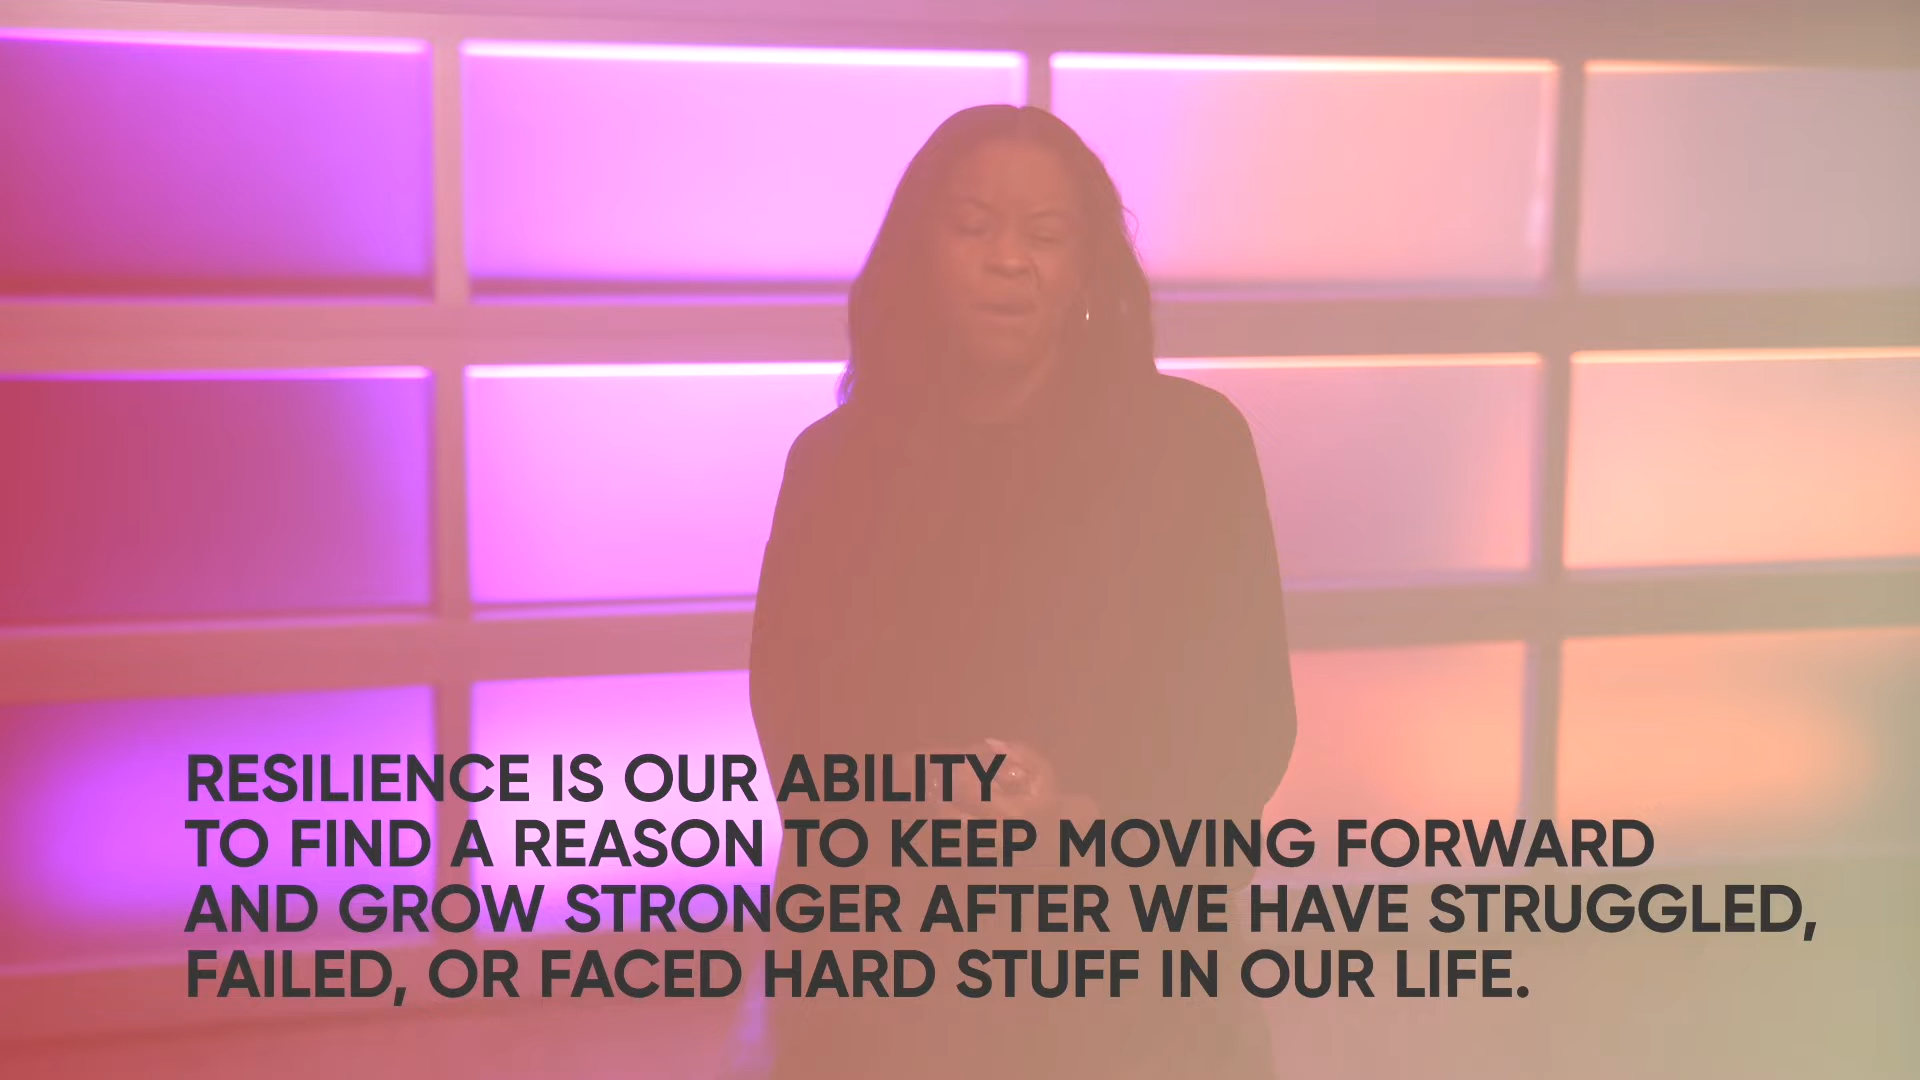 RESILIENCE IS OUR ABILITY
TO FIND A REASON TO KEEP MOVING FORWARD
AND GROW STRONGER AFTER WE HAVE STRUGGLED,
FAILED, OR FACED HARD STUFF IN OUR LIFE.